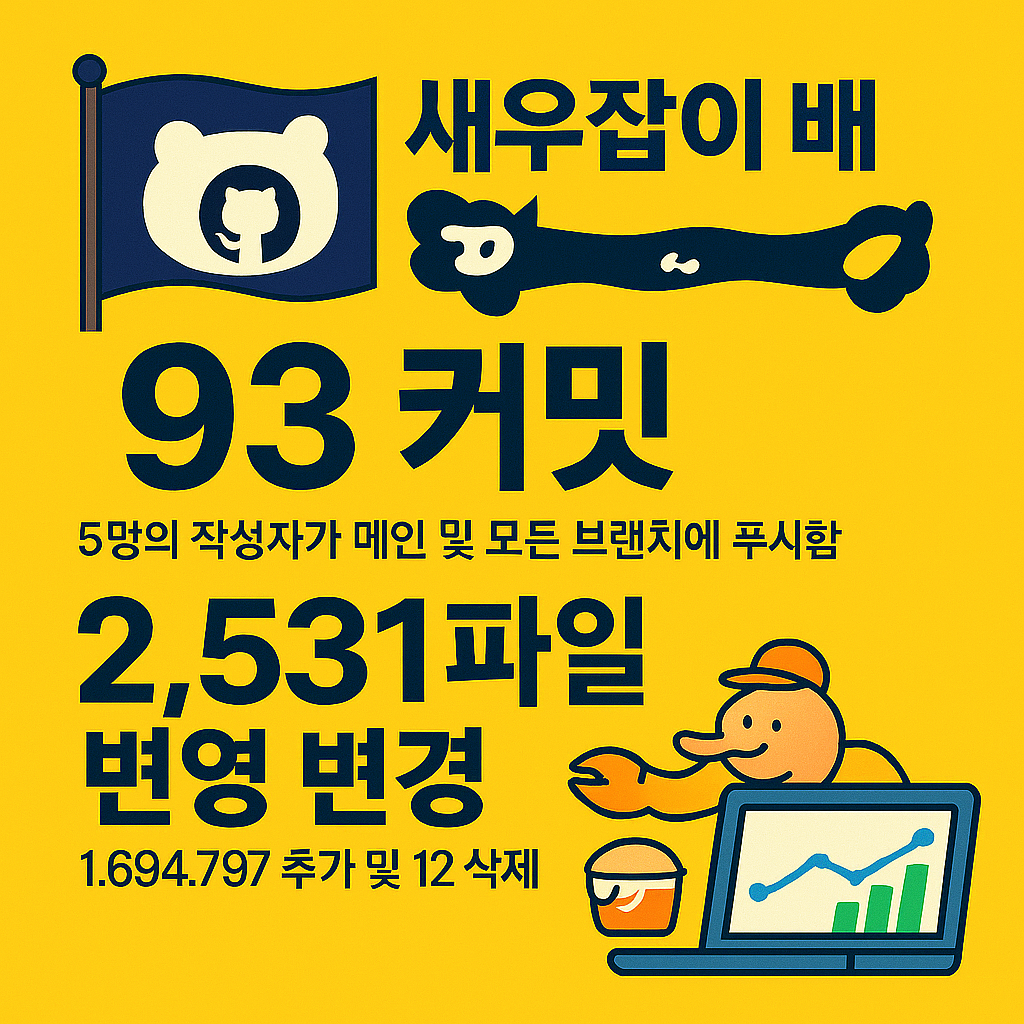 새우잡이 배
93 커밋
5망의 작성자가 메인 및 모든 브랜치에 푸시함
2,531파일
변영 변경
1.694.797 추가 및 12 삭제